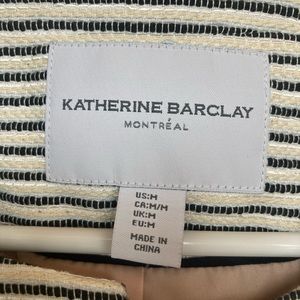 KATHERINE BARCLAY
MONTRÉAL
US:M
CA:M/M
UK:M
EU:M
MADE IN
CHINA